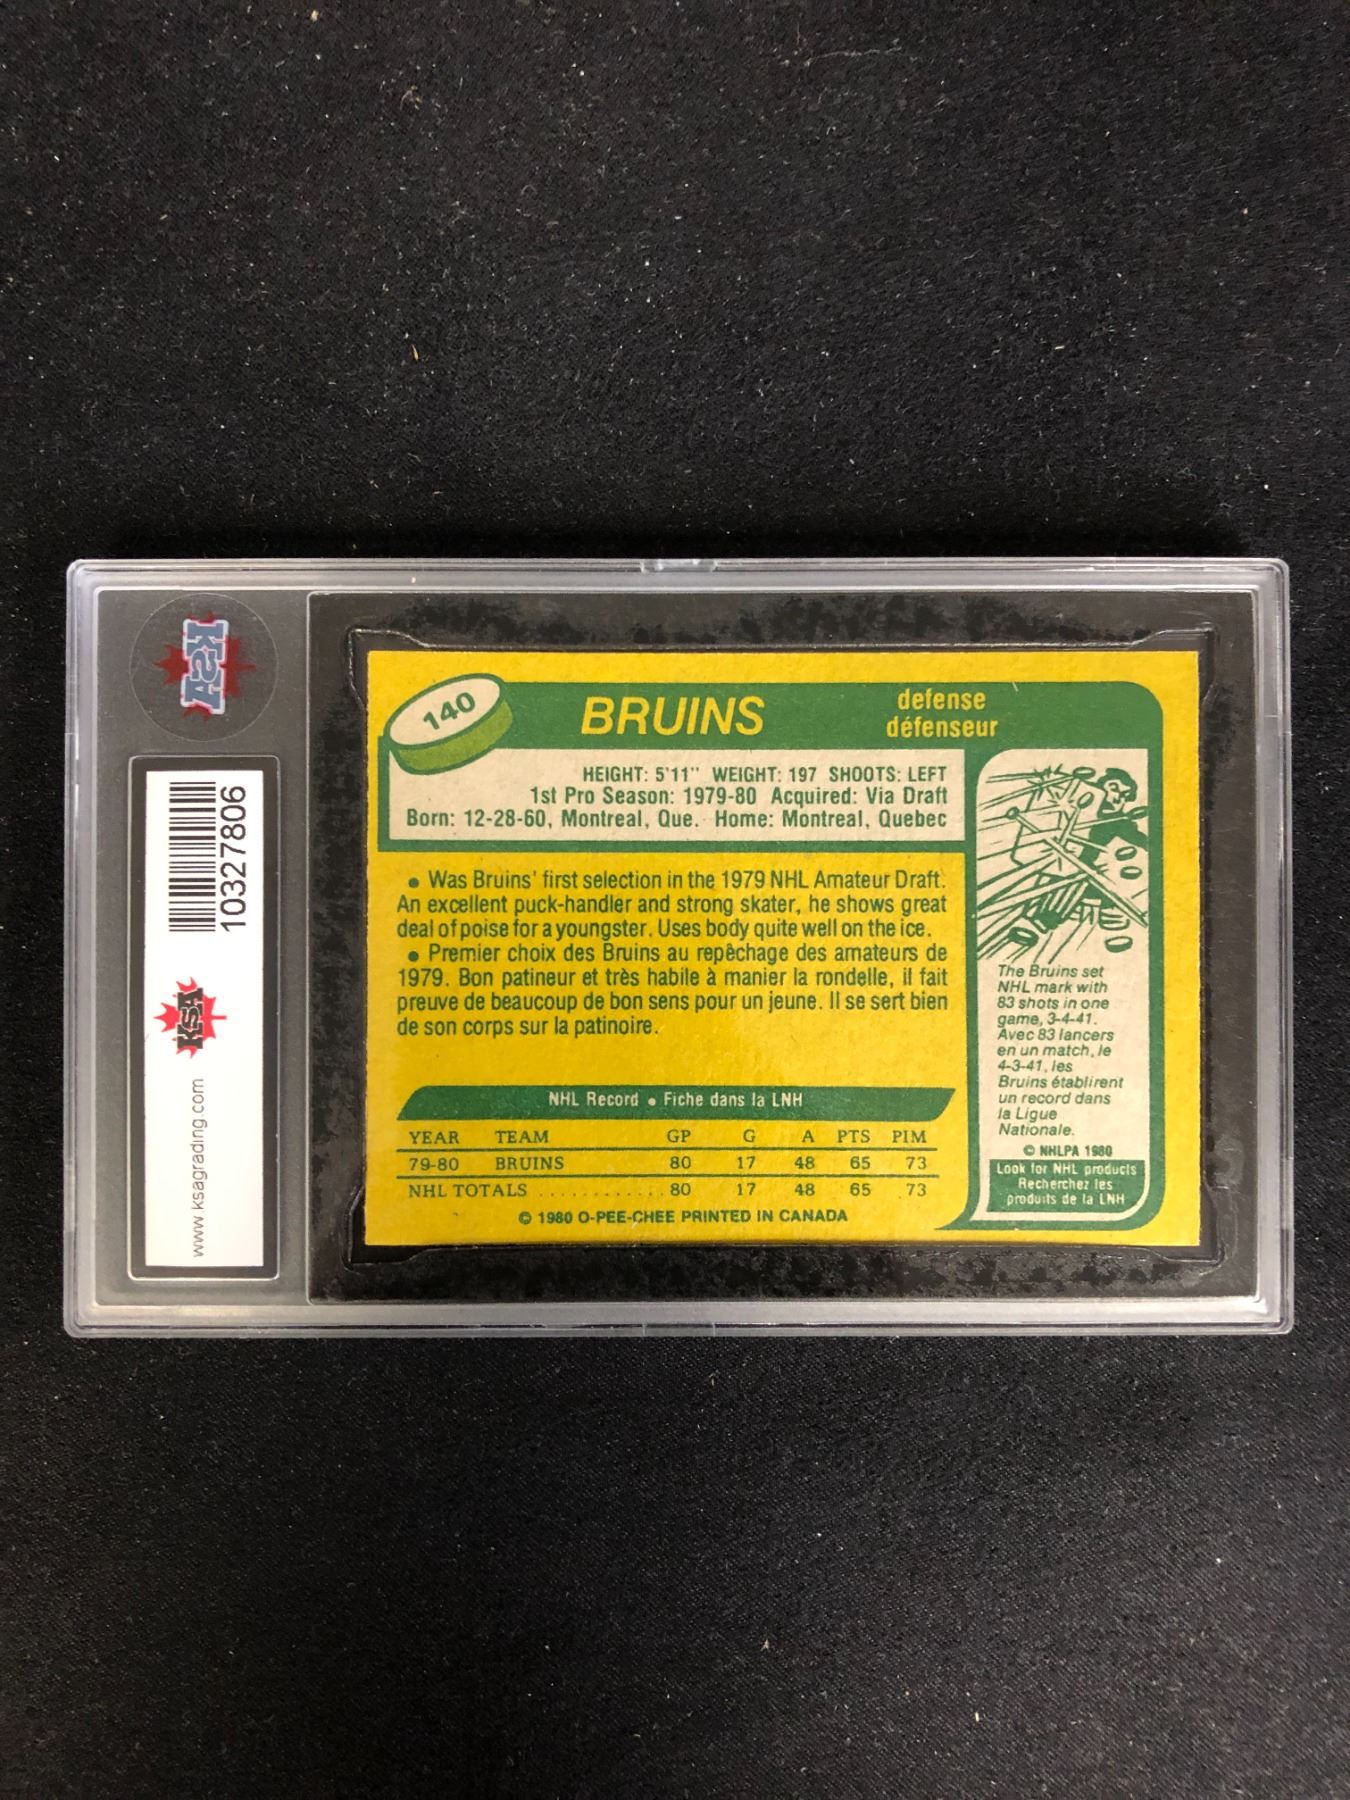 KSA
10327806
KSA
www.ksagrading.com
140
BRUINS
defense
défenseur
HEIGHT: 5'11" WEIGHT: 197 SHOOTS: LEFT
1st Pro Season: 1979-80 Acquired: Via Draft
Born: 12-28-60, Montreal, Que. Home: Montreal, Quebec
• Was Bruins' first selection in the 1979 NHL Amateur Draft.
An excellent puck-handler and strong skater, he shows great
deal of poise for a youngster. Uses body quite well on the ice.
• Premier choix des Bruins au repêchage des amateurs de
1979. Bon patineur et très habile à manier la rondelle, il fait
preuve de beaucoup de bon sens pour un jeune. Il se sert bien
de son corps sur la patinoire.
NHL Record • Fiche dans la LNH
YEAR TEAM GP G A PTS PIM
79-80 BRUINS 80 17 48 65 73
NHL TOTALS ............ 80 17 48 65 73
© 1980 O-PEE-CHEE PRINTED IN CANADA
The Bruins set
NHL mark with
83 shots in one
game, 3-4-41.
Avec 83 lancers
en un match, le
4-3-41, les
Bruins établirent
un record dans
la Ligue
Nationale.
© NHLPA 1980
Look for NHL products
Recherchez les
produits de la LNH